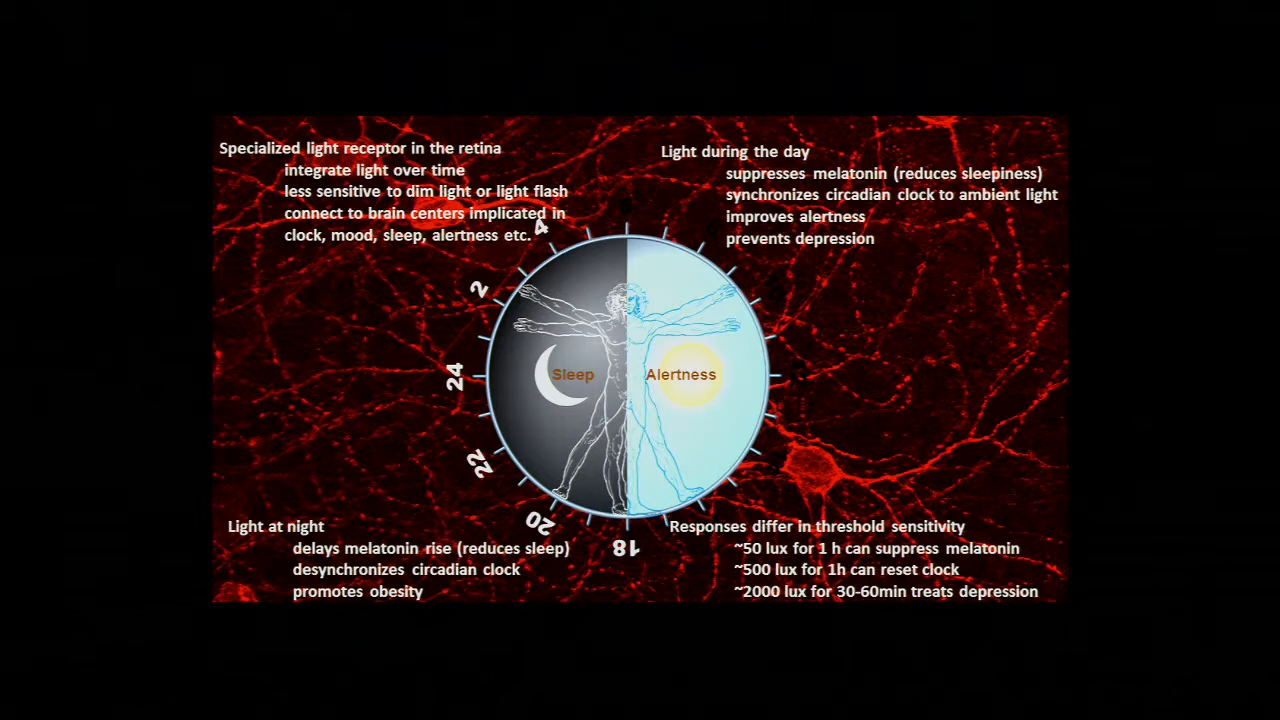 Specialized light receptor in the retina
integrate light over time
less sensitive to dim light or light flash
connect to brain centers implicated in
clock, mood, sleep, alertness etc.
Light during the day
suppresses melatonin (reduces sleepiness)
synchronizes circadian clock to ambient light
improves alertness
prevents depression
4
2
24
22
20
18
Sleep
Alertness
Light at night
delays melatonin rise (reduces sleep)
desynchronizes circadian clock
promotes obesity
Responses differ in threshold sensitivity
~50 lux for 1 h can suppress melatonin
~500 lux for 1h can reset clock
~2000 lux for 30-60min treats depression